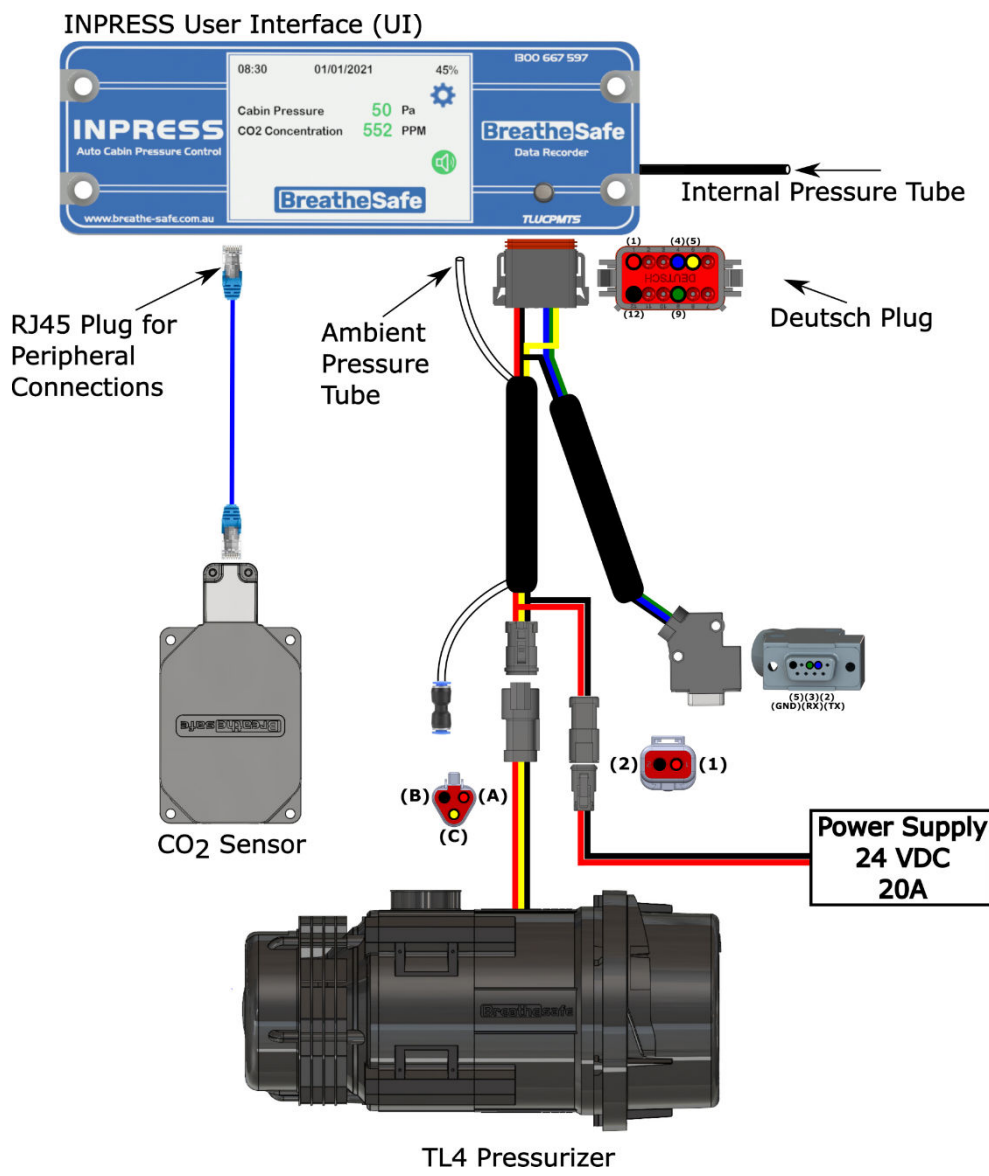 INPRESS User Interface (UI)
1300 667 597
08:30 01/01/2021 45%
Cabin Pressure 50 Pa
CO2 Concentration 552 PPM
INPRESS
Auto Cabin Pressure Control
BreatheSafe
Data Recorder
BreatheSafe
www.breathe-safe.com.au
TLUCPMTS
Internal Pressure Tube
(1) (4) (5)
DEUTSCH
(12) (9)
Deutsch Plug
RJ45 Plug for
Peripheral
Connections
Ambient
Pressure
Tube
(5)(3)(2)
(GND)(RX)(TX)
(2) (1)
(B) (A)
(C)
Breathesafe
CO2 Sensor
Power Supply
24 VDC
20A
Breathesafe
TL4 Pressurizer